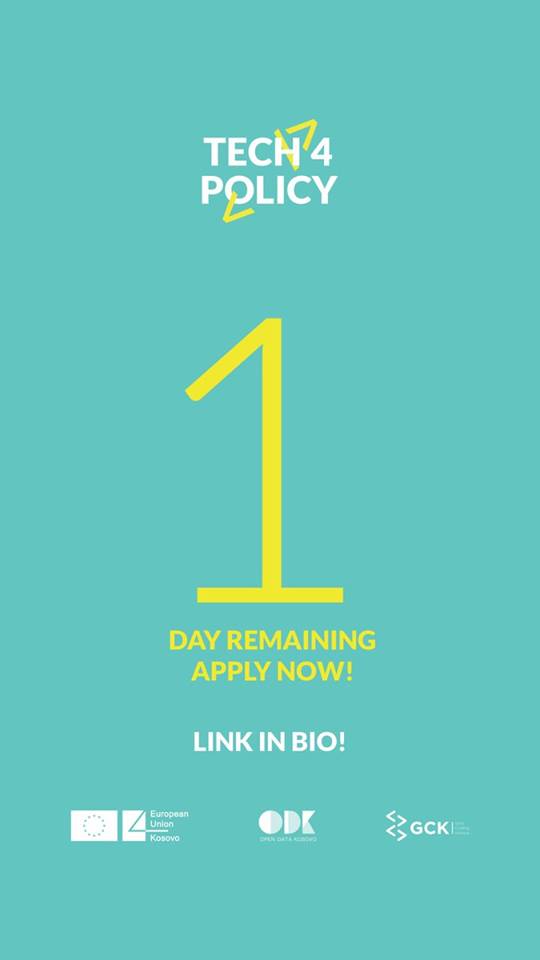 TECH 4
POLICY
1
DAY REMAINING
APPLY NOW!
LINK IN BIO!
European
Union
Kosovo
ODK
OPEN DATA KOSOVO
GCK